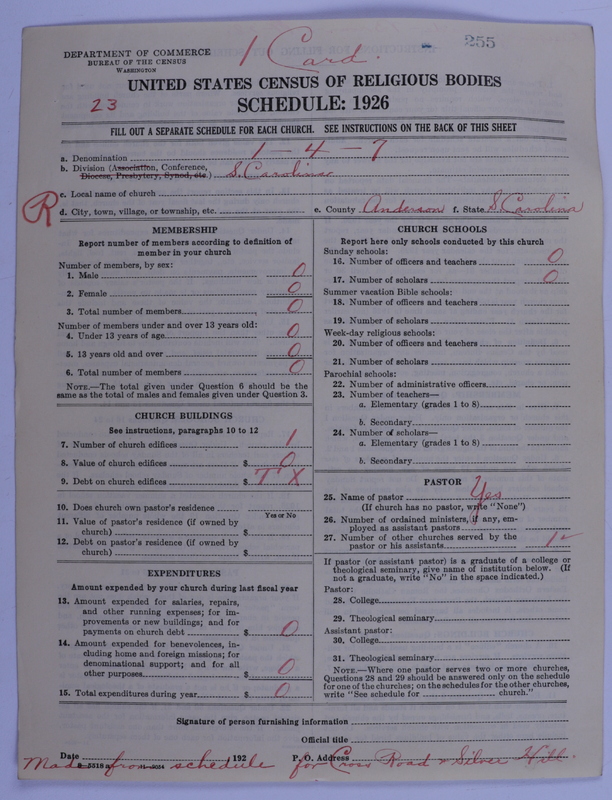 1 Card.
255
DEPARTMENT OF COMMERCE
BUREAU OF THE CENSUS
WASHINGTON
UNITED STATES CENSUS OF RELIGIOUS BODIES
23
SCHEDULE: 1926
FILL OUT A SEPARATE SCHEDULE FOR EACH CHURCH. SEE INSTRUCTIONS ON THE BACK OF THIS SHEET
a. Denomination 1-4-7
b. Division (Association, Conference, Diocese, Presbytery, Synod, etc.) S. Carolina
R
c. Local name of church
d. City, town, village, or township, etc. e. County Anderson f. State S. Carolina
MEMBERSHIP
Report number of members according to definition of
member in your church
Number of members, by sex:
1. Male 0
2. Female 0
3. Total number of members 0
Number of members under and over 13 years old:
4. Under 13 years of age 0
5. 13 years old and over 0
6. Total number of members 0
NOTE.—The total given under Question 6 should be the
same as the total of males and females given under Question 3.
CHURCH BUILDINGS
See instructions, paragraphs 10 to 12
7. Number of church edifices 1
8. Value of church edifices $ 0
9. Debt on church edifices $ T X
10. Does church own pastor's residence
Yes or No
11. Value of pastor's residence (if owned by
church) $
12. Debt on pastor's residence (if owned by
church) $
EXPENDITURES
Amount expended by your church during last fiscal year
13. Amount expended for salaries, repairs,
and other running expenses; for im-
provements or new buildings; and for
payments on church debt $ 0
14. Amount expended for benevolences, in-
cluding home and foreign missions; for
denominational support; and for all
other purposes $ 0
15. Total expenditures during year $ 0
CHURCH SCHOOLS
Report here only schools conducted by this church
Sunday schools:
16. Number of officers and teachers 0
17. Number of scholars 0
Summer vacation Bible schools:
18. Number of officers and teachers
19. Number of scholars
Week-day religious schools:
20. Number of officers and teachers
21. Number of scholars
Parochial schools:
22. Number of administrative officers
23. Number of teachers—
a. Elementary (grades 1 to 8)
b. Secondary
24. Number of scholars—
a. Elementary (grades 1 to 8)
b. Secondary
PASTOR
25. Name of pastor Yes
(If church has no pastor, write "None")
26. Number of ordained ministers, if any, em-
ployed as assistant pastors
27. Number of other churches served by the
pastor or his assistants
If pastor (or assistant pastor) is a graduate of a college or
theological seminary, give name of institution below. (If
not a graduate, write "No" in the space indicated.)
Pastor:
28. College
29. Theological seminary
Assistant pastor:
30. College
31. Theological seminary
NOTE.—Where one pastor serves two or more churches,
Questions 28 and 29 should be answered only on the schedule
for one of the churches; on the schedules for the other churches,
write "See schedule for church."
Signature of person furnishing information
Official title
Date 192 P. O. Address
Made from schedule for Cross Road Silver Hill.